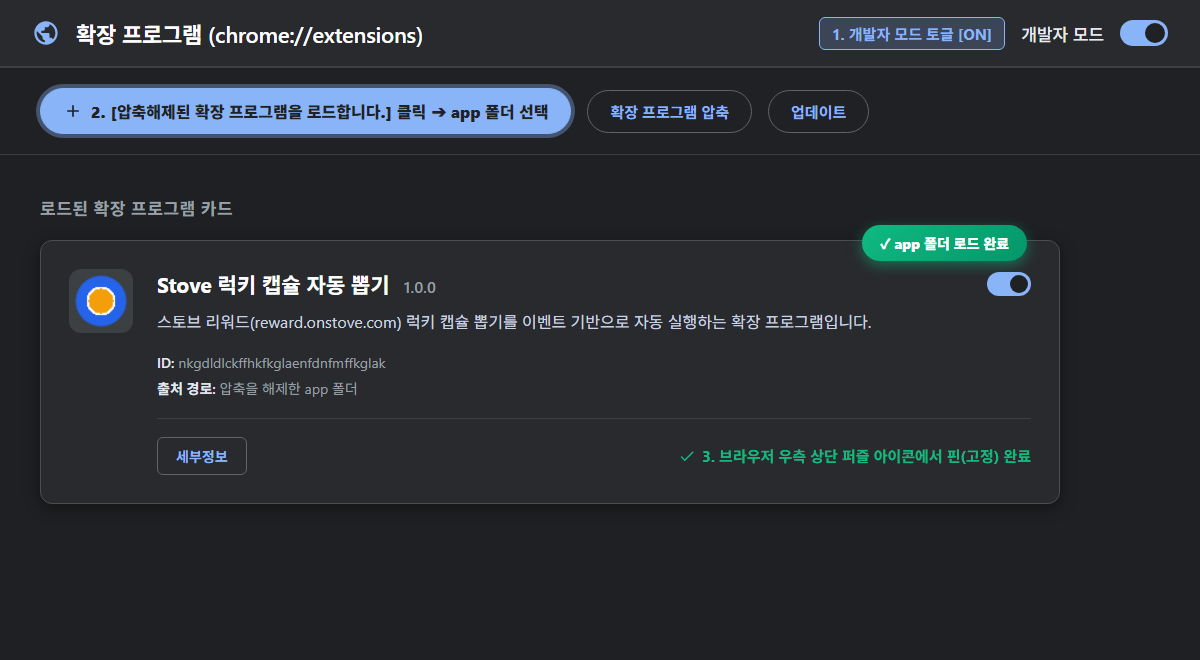 확장 프로그램 (chrome://extensions)
1. 개발자 모드 토글 [ON]
개발자 모드
+ 2. [압축해제된 확장 프로그램을 로드합니다.] 클릭 ➔ app 폴더 선택
확장 프로그램 압축
업데이트
로드된 확장 프로그램 카드
✓ app 폴더 로드 완료
Stove 럭키 캡슐 자동 뽑기 1.0.0
스토브 리워드(reward.onstove.com) 럭키 캡슐 뽑기를 이벤트 기반으로 자동 실행하는 확장 프로그램입니다.
ID: nkgdldlckffhkfkglaenfdnfmffkglak
출처 경로: 압축을 해제한 app 폴더
세부정보
✓ 3. 브라우저 우측 상단 퍼즐 아이콘에서 핀(고정) 완료